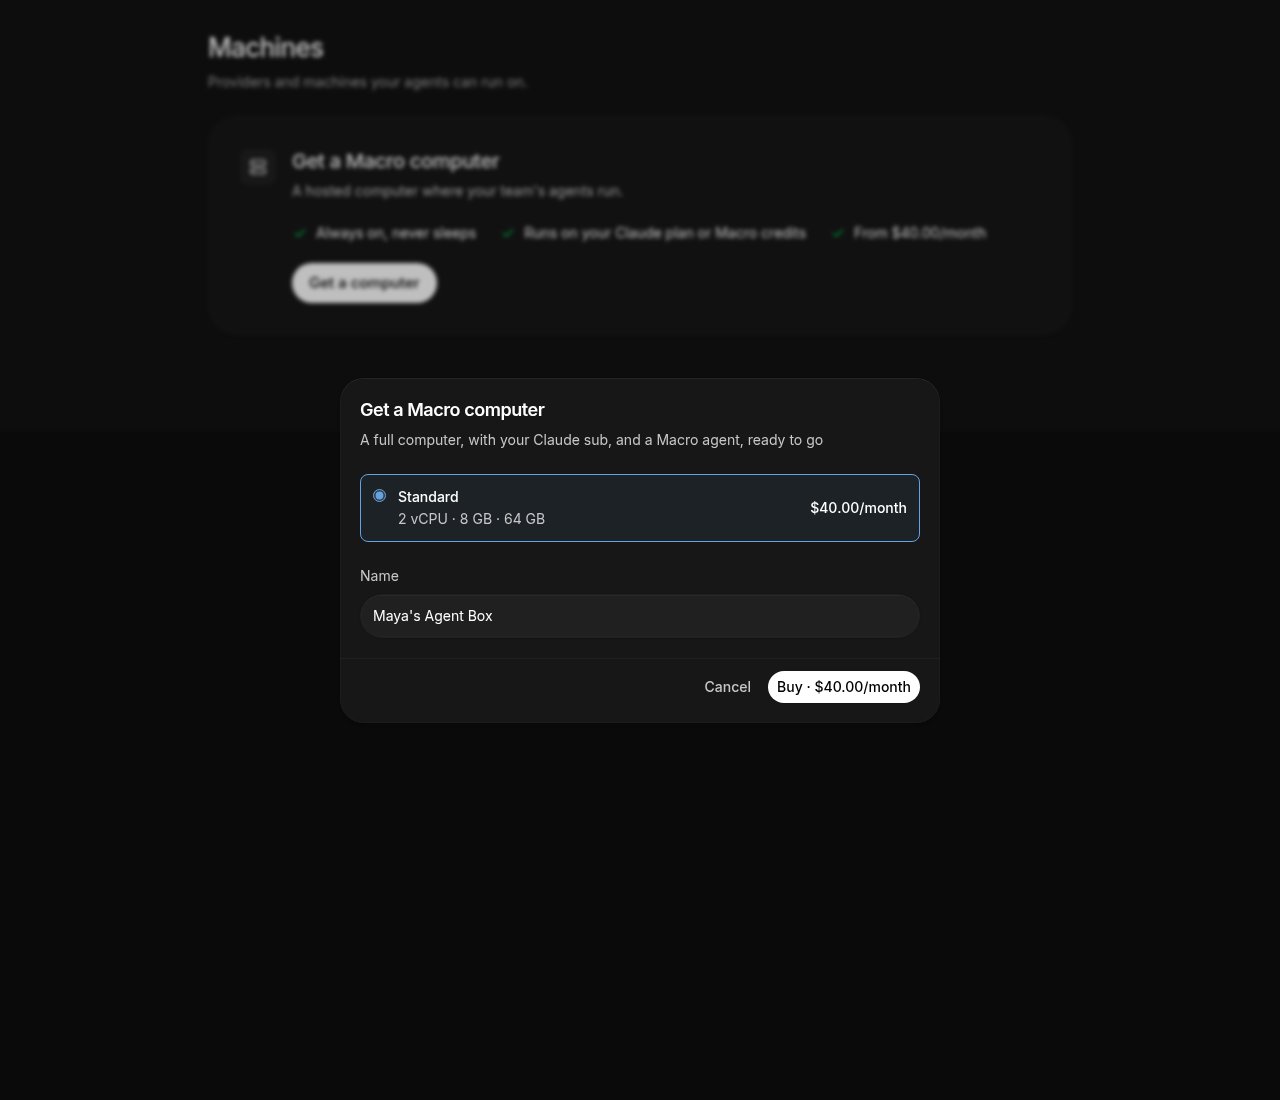 Machines
Providers and machines your agents can run on.
Get a Macro computer
A hosted computer where your team's agents run.
Always on, never sleeps
Runs on your Claude plan or Macro credits
From $40.00/month
Get a computer
Get a Macro computer
A full computer, with your Claude sub, and a Macro agent, ready to go
Standard
$40.00/month
2 vCPU · 8 GB · 64 GB
Name
Maya's Agent Box
Cancel
Buy · $40.00/month